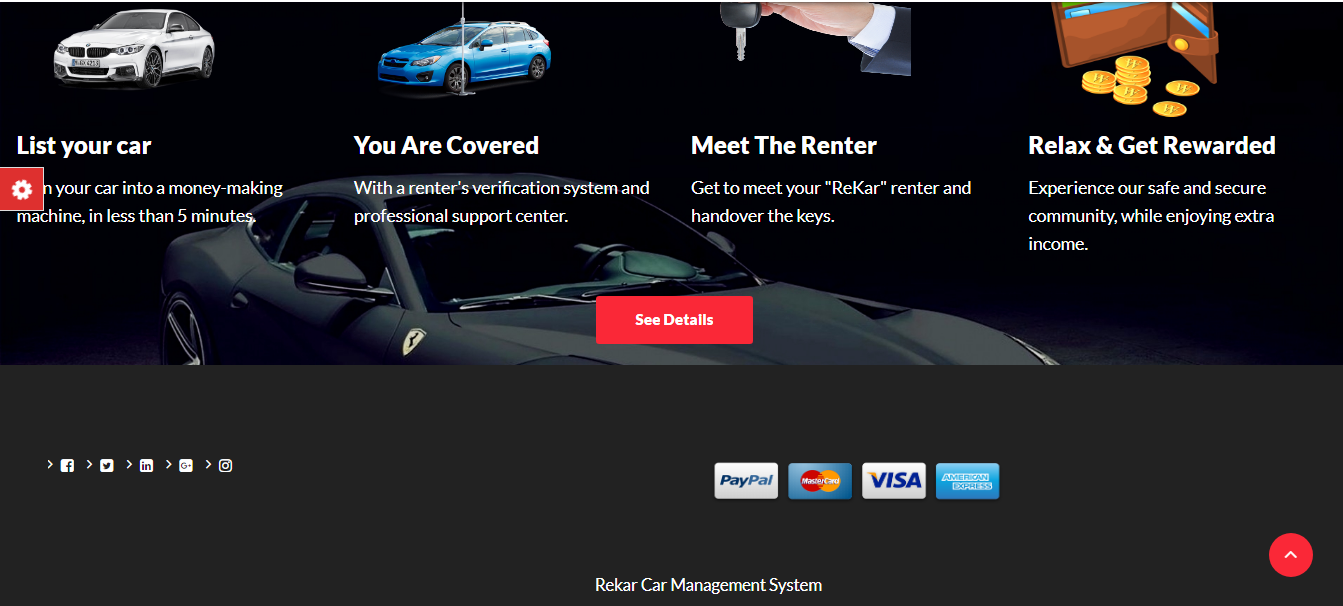 List your car
You Are Covered
Meet The Renter
Relax & Get Rewarded
n your car into a money-making
machine, in less than 5 minutes.
With a renter's verification system and
professional support center.
Get to meet your "ReKar" renter and
handover the keys.
Experience our safe and secure
community, while enjoying extra
income.
See Details
PayPal
MasterCard
VISA
AMERICAN
EXPRESS
Rekar Car Management System